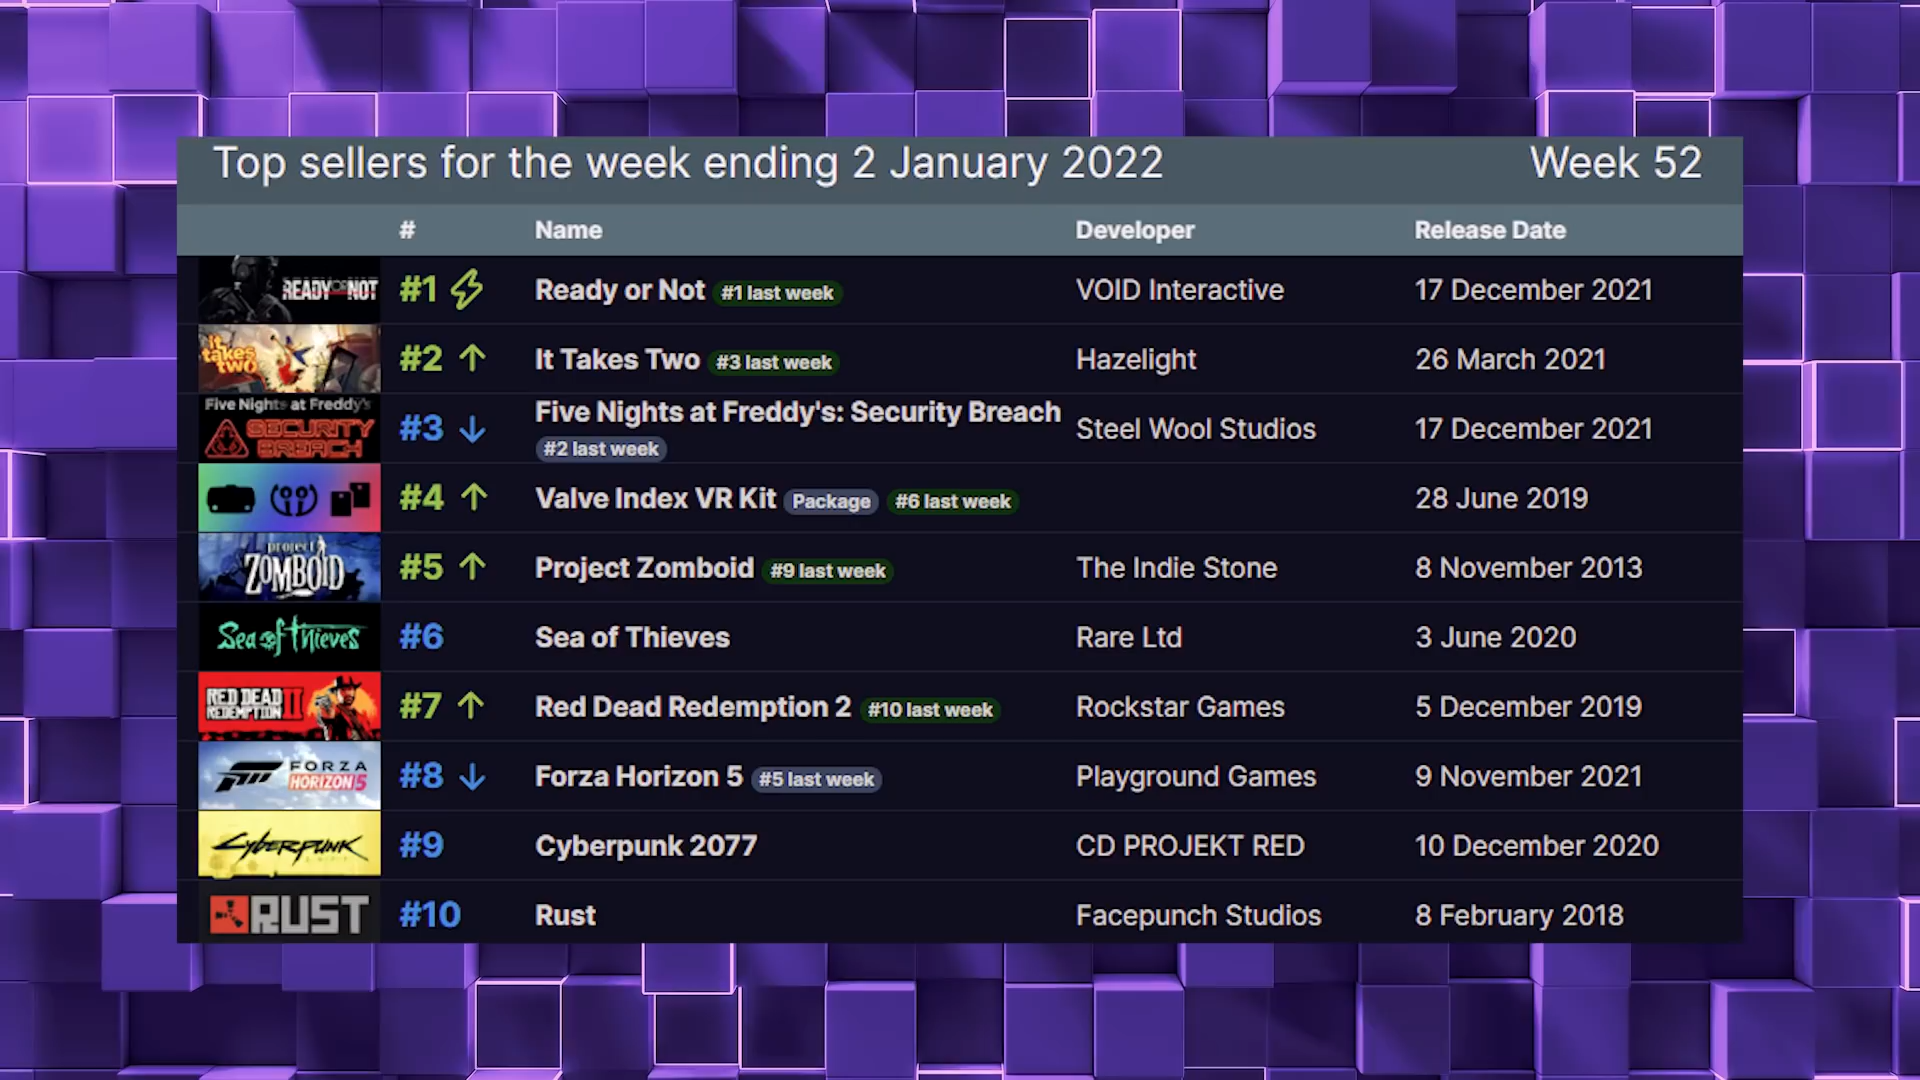 Top sellers for the week ending 2 January 2022 Week 52
# Name Developer Release Date
READY OR NOT #1 Ready or Not #1 last week VOID Interactive 17 December 2021
it takes two #2 It Takes Two #3 last week Hazelight 26 March 2021
Five Nights at Freddy's SECURITY BREACH #3 Five Nights at Freddy's: Security Breach #2 last week Steel Wool Studios 17 December 2021
#4 Valve Index VR Kit Package #6 last week 28 June 2019
project ZOMBOID #5 Project Zomboid #9 last week The Indie Stone 8 November 2013
Sea of Thieves #6 Sea of Thieves Rare Ltd 3 June 2020
RED DEAD REDEMPTION II #7 Red Dead Redemption 2 #10 last week Rockstar Games 5 December 2019
FORZA HORIZON 5 #8 Forza Horizon 5 #5 last week Playground Games 9 November 2021
Cyberpunk #9 Cyberpunk 2077 CD PROJEKT RED 10 December 2020
RUST #10 Rust Facepunch Studios 8 February 2018